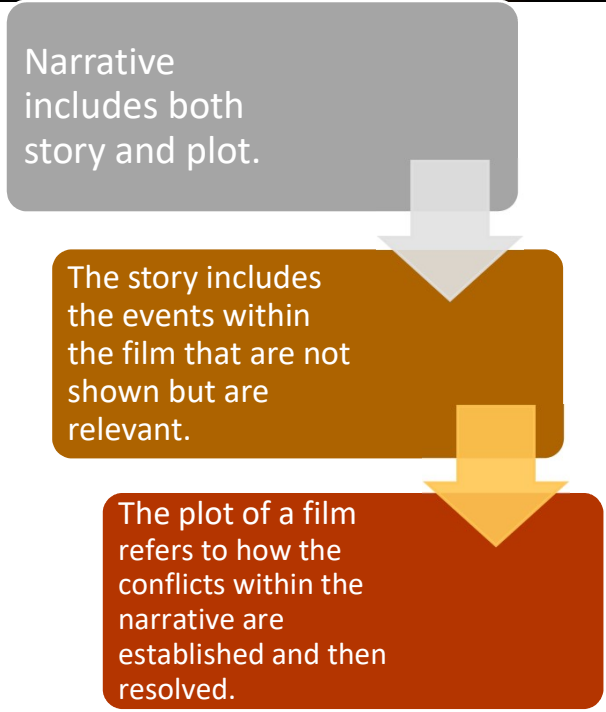 Narrative
includes both
story and plot.
The story includes
the events within
the film that are not
shown but are
relevant.
The plot of a film
refers to how the
conflicts within the
narrative are
established and then
resolved.